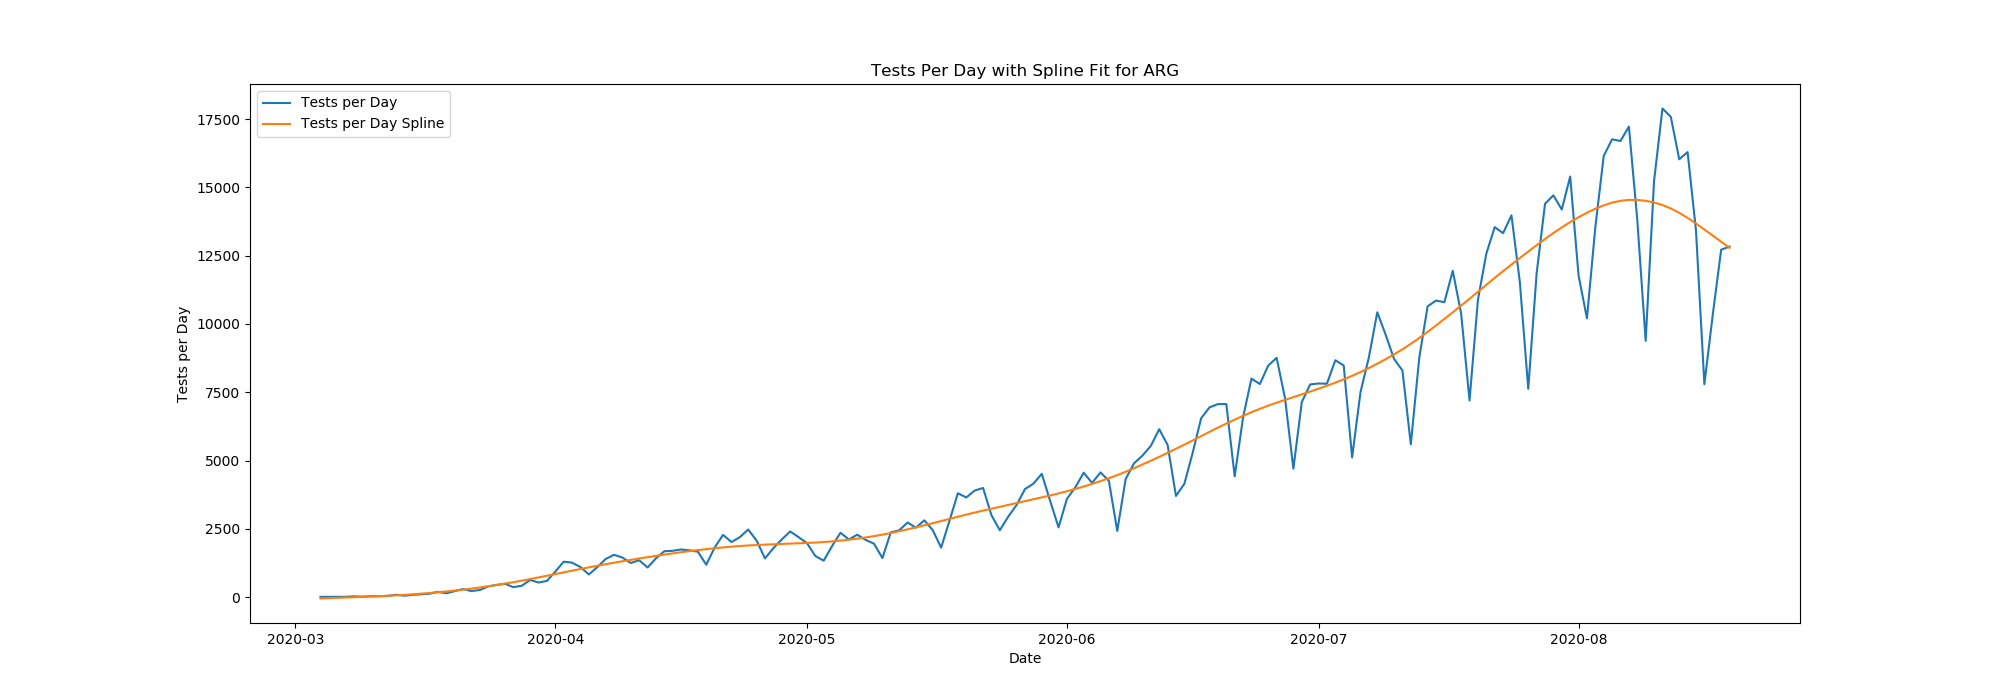 Tests Per Day with Spline Fit for ARG
Tests per Day
Tests per Day Spline
17500
15000
12500
10000
7500
5000
2500
0
Tests per Day
2020-03
2020-04
2020-05
2020-06
2020-07
2020-08
Date